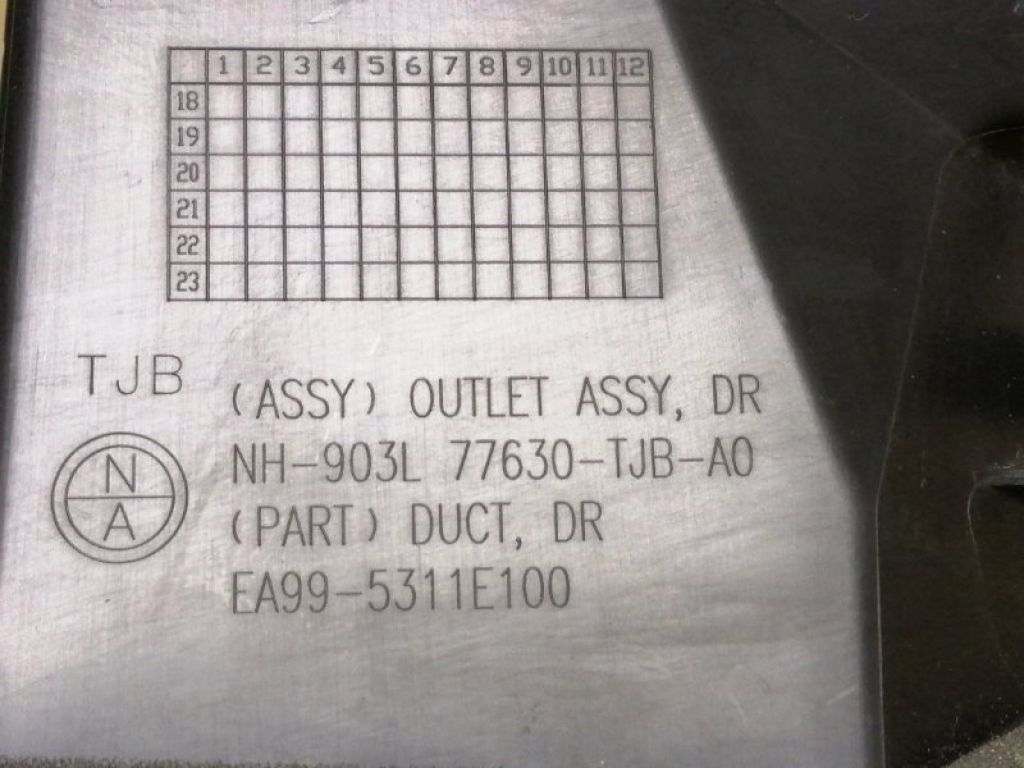 1 2 3 4 5 6 7 8 9 10 11 12
18
19
20
21
22
23
TJB
(ASSY) OUTLET ASSY, DR
NH-903L 77630-TJB-A0
N
A
(PART) DUCT, DR
EA99-5311E100